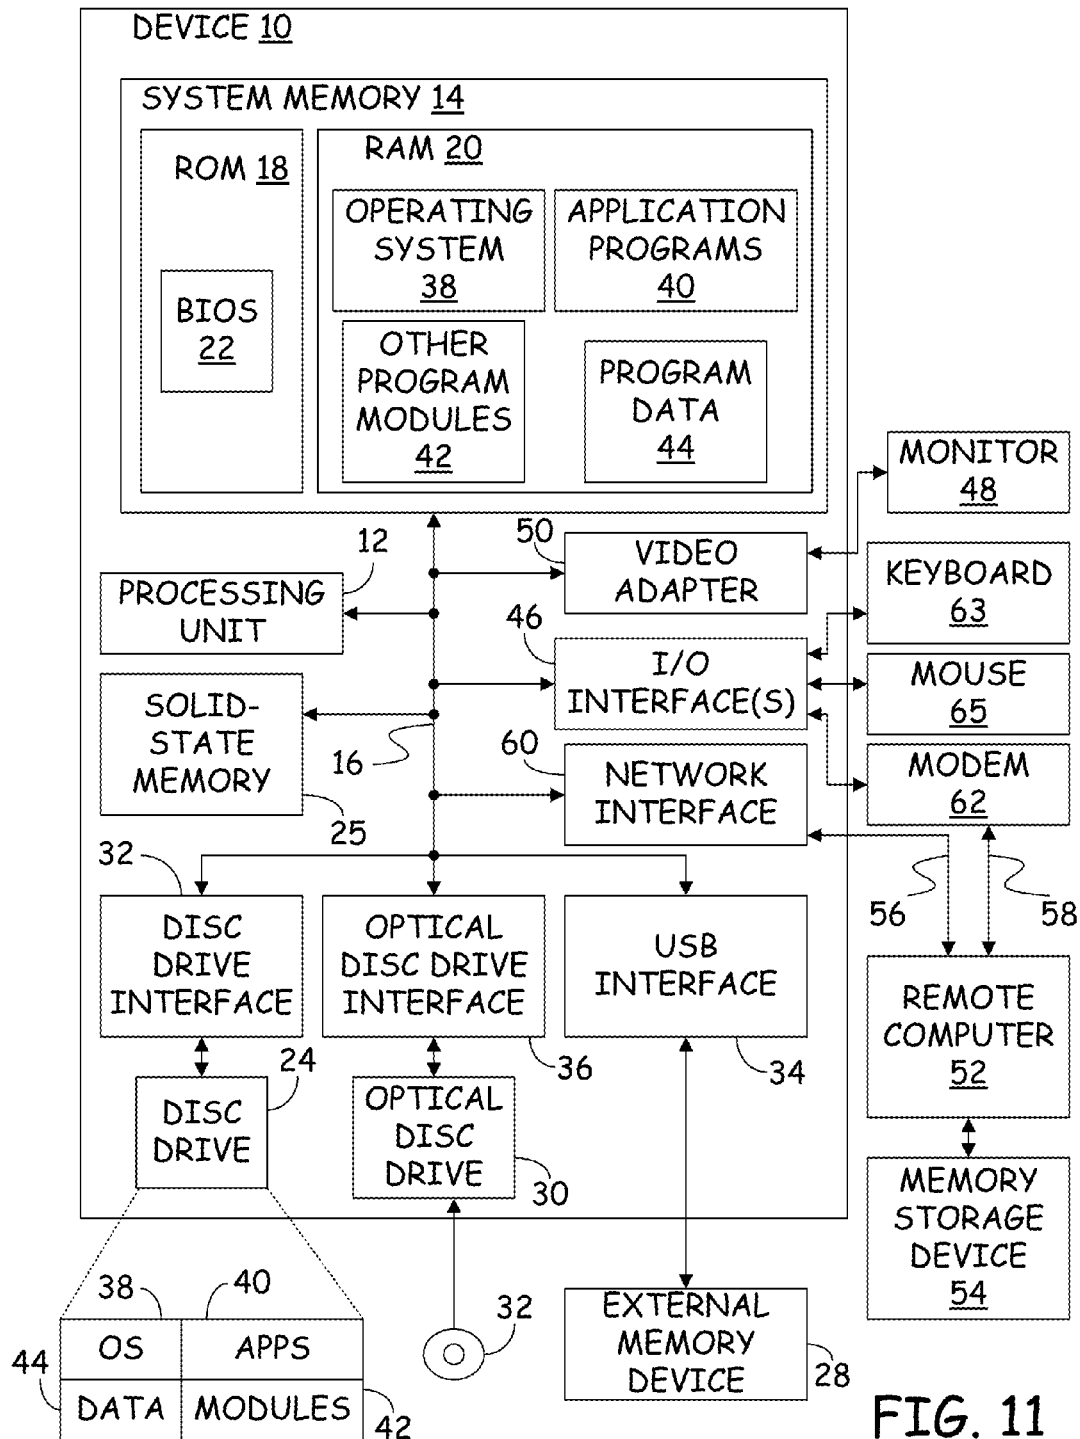 DEVICE 10
SYSTEM MEMORY 14
ROM 18
BIOS
22
RAM 20
OPERATING
SYSTEM
38
APPLICATION
PROGRAMS
40
OTHER
PROGRAM
MODULES
42
PROGRAM
DATA
44
MONITOR
48
12
PROCESSING
UNIT
50
VIDEO
ADAPTER
KEYBOARD
63
46
I/O
INTERFACE(S)
MOUSE
65
SOLID-
STATE
MEMORY
25
16
60
NETWORK
INTERFACE
MODEM
62
56
58
32
DISC
DRIVE
INTERFACE
OPTICAL
DISC DRIVE
INTERFACE
36
USB
INTERFACE
34
REMOTE
COMPUTER
52
24
DISC
DRIVE
OPTICAL
DISC
DRIVE
30
MEMORY
STORAGE
DEVICE
54
38
40
OS
APPS
44
DATA
MODULES
42
32
EXTERNAL
MEMORY
DEVICE
28
FIG. 11